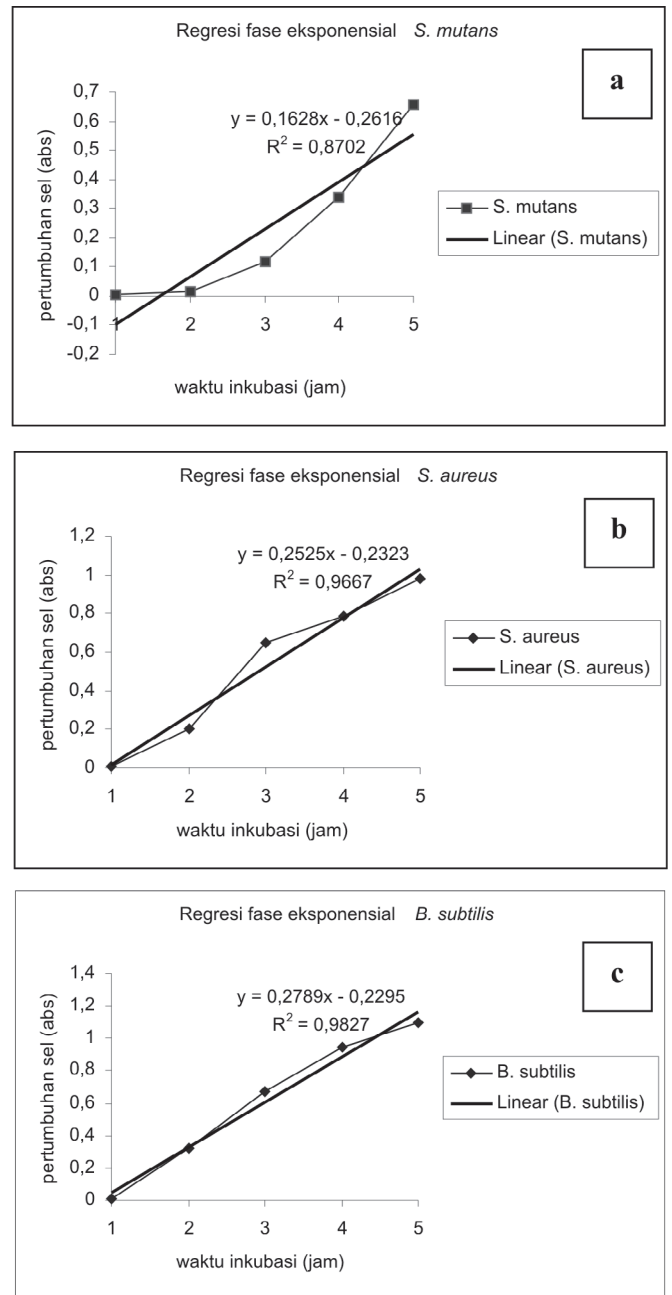 Regresi fase eksponensial S. mutans
a
0,7
0,6
0,5
0,4
0,3
0,2
0,1
0
-0,1
-0,2
pertumbuhan sel (abs)
y = 0,1628x - 0,2616
R² = 0,8702
1 2 3 4 5
waktu inkubasi (jam)
S. mutans
Linear (S. mutans)
Regresi fase eksponensial S. aureus
b
1,2
1
0,8
0,6
0,4
0,2
0
pertumbuhan sel (abs)
y = 0,2525x - 0,2323
R² = 0,9667
1 2 3 4 5
waktu inkubasi (jam)
S. aureus
Linear (S. aureus)
Regresi fase eksponensial B. subtilis
c
1,4
1,2
1
0,8
0,6
0,4
0,2
0
pertumbuhan sel (abs)
y = 0,2789x - 0,2295
R² = 0,9827
1 2 3 4 5
waktu inkubasi (jam)
B. subtilis
Linear (B. subtilis)